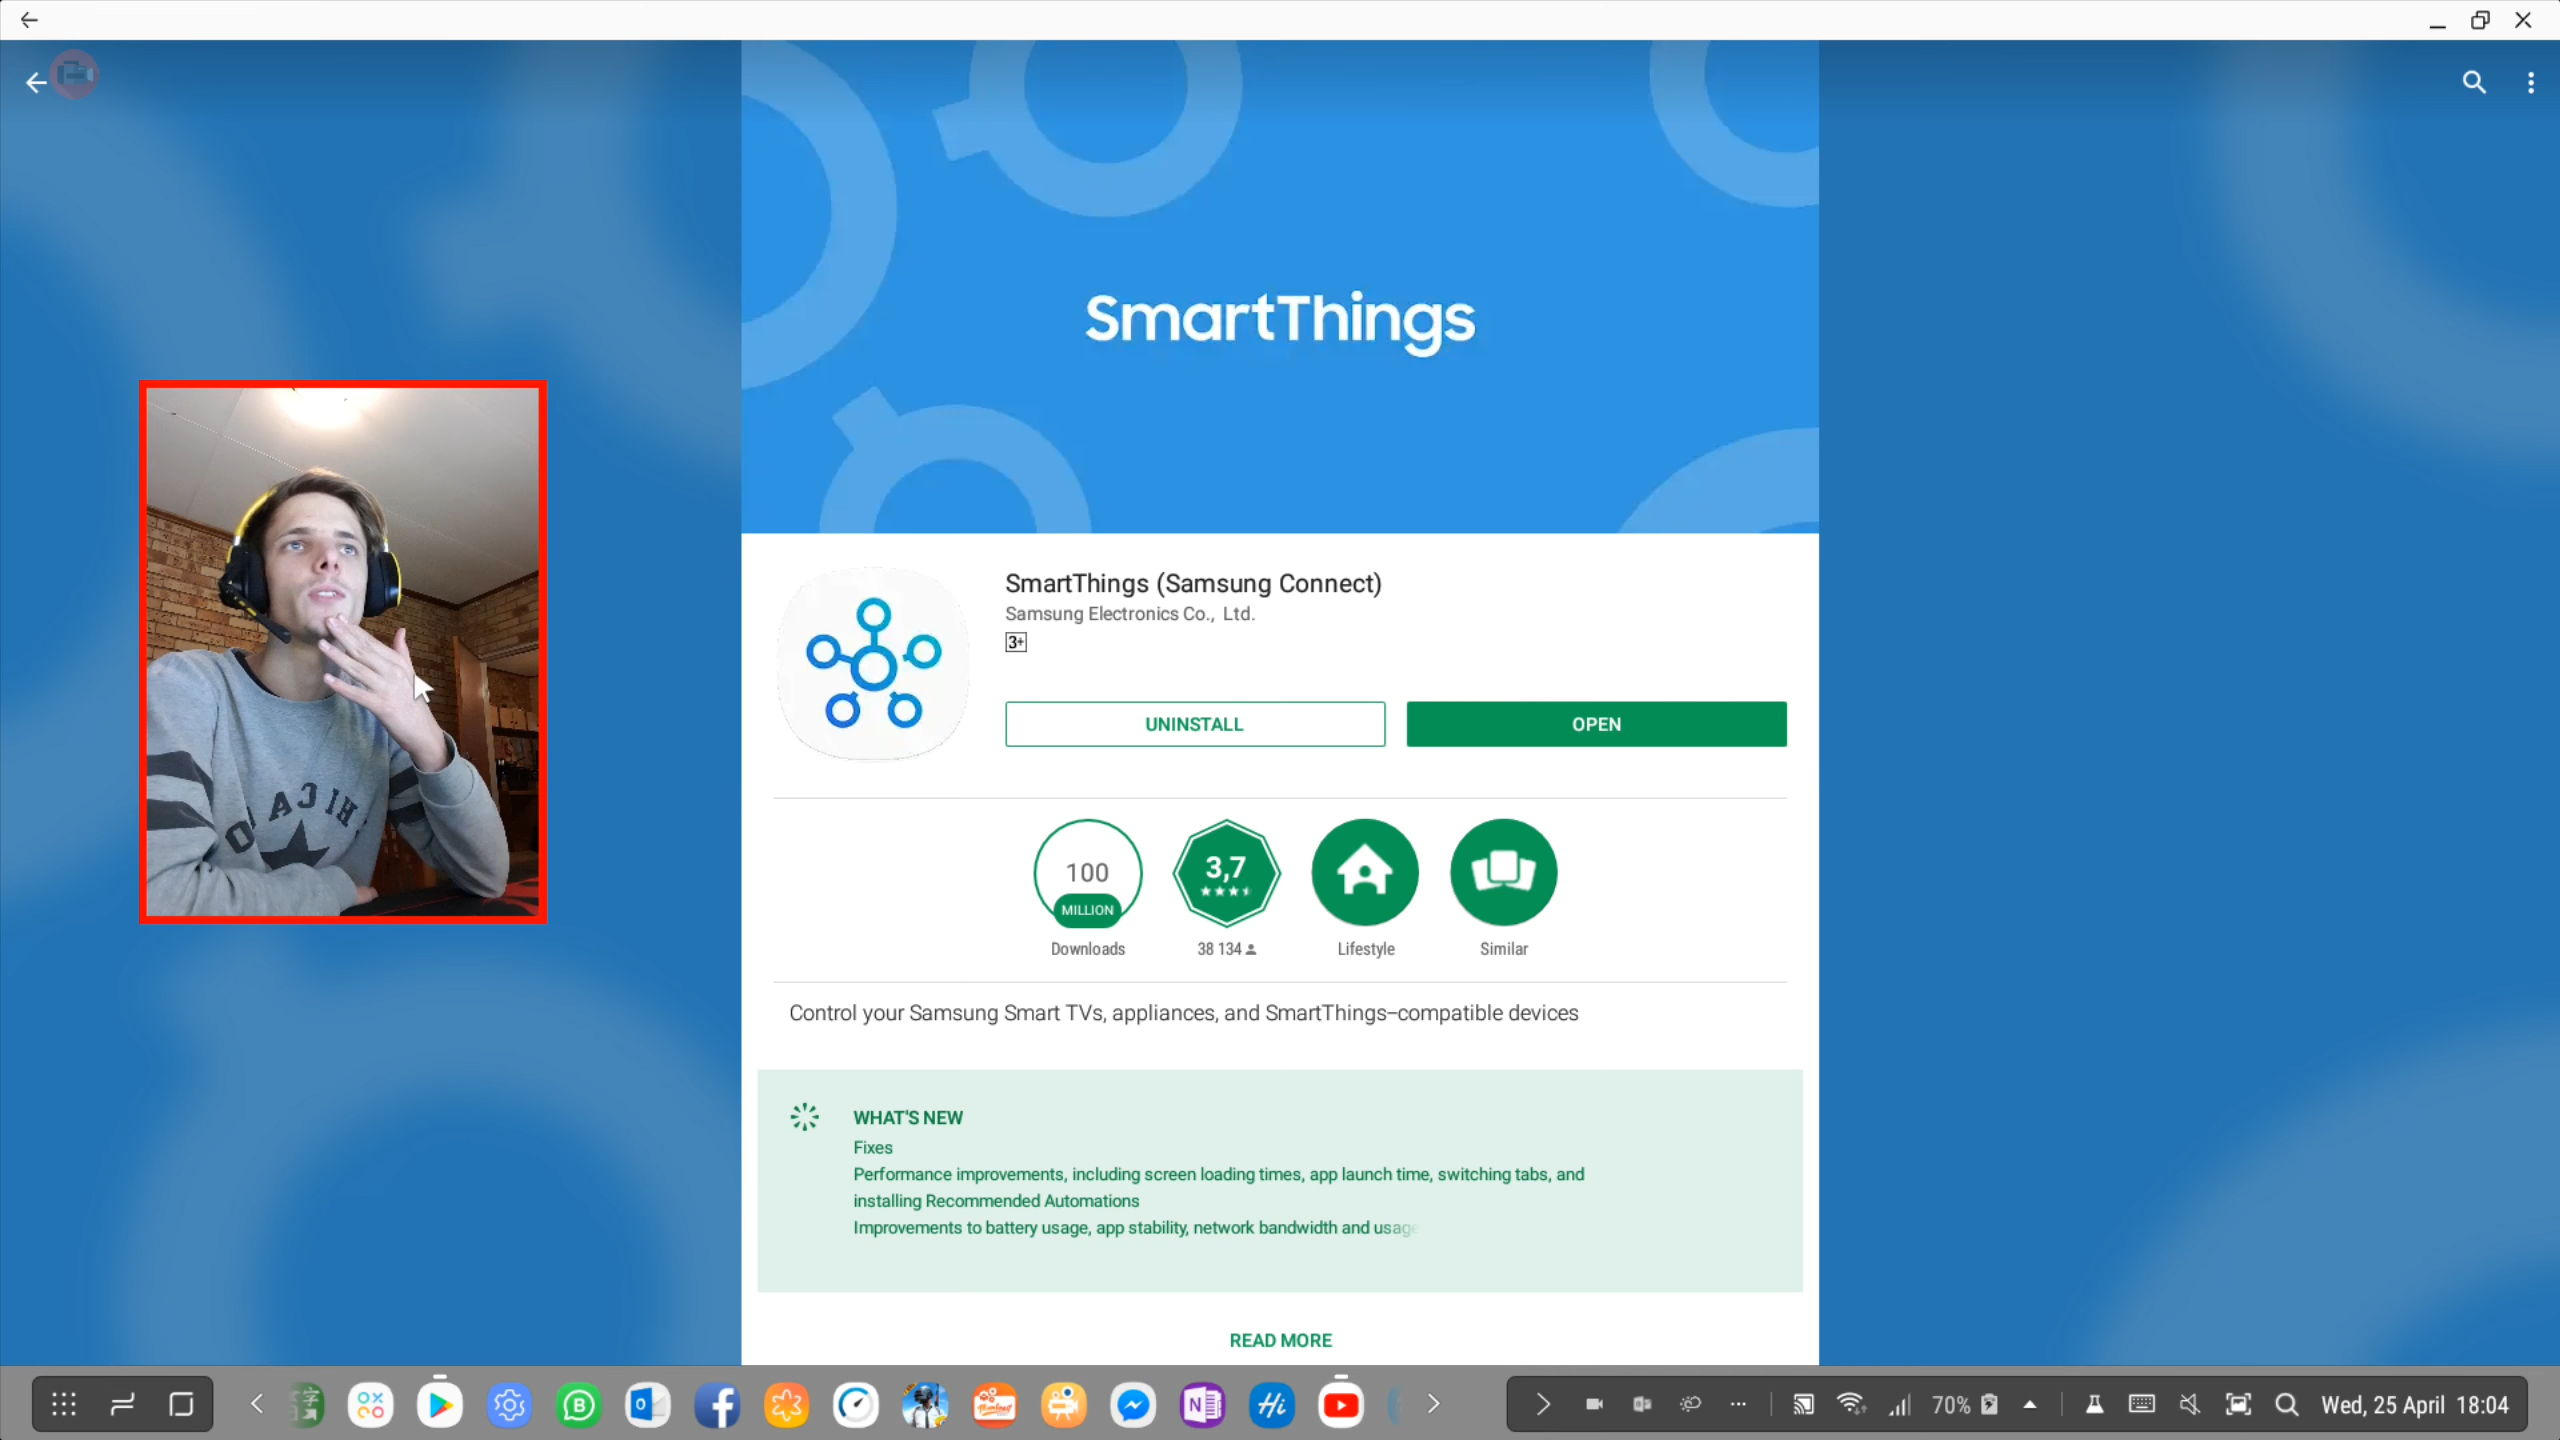 SmartThings
SmartThings (Samsung Connect)
Samsung Electronics Co., Ltd.
3+
UNINSTALL
OPEN
100
MILLION
Downloads
3,7
38 134
Lifestyle
Similar
Control your Samsung Smart TVs, appliances, and SmartThings-compatible devices
WHAT'S NEW
Fixes
Performance improvements, including screen loading times, app launch time, switching tabs, and
installing Recommended Automations
Improvements to battery usage, app stability, network bandwidth and usage
READ MORE
Hi
70%
Wed, 25 April 18:04